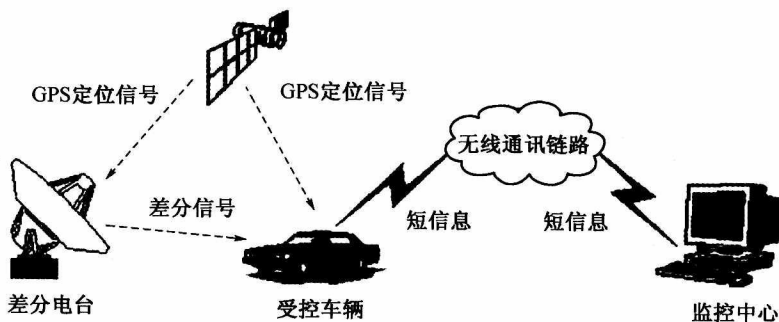 GPS定位信号
GPS定位信号
无线通讯链路
差分信号
短信息
短信息
差分电台
受控车辆
监控中心